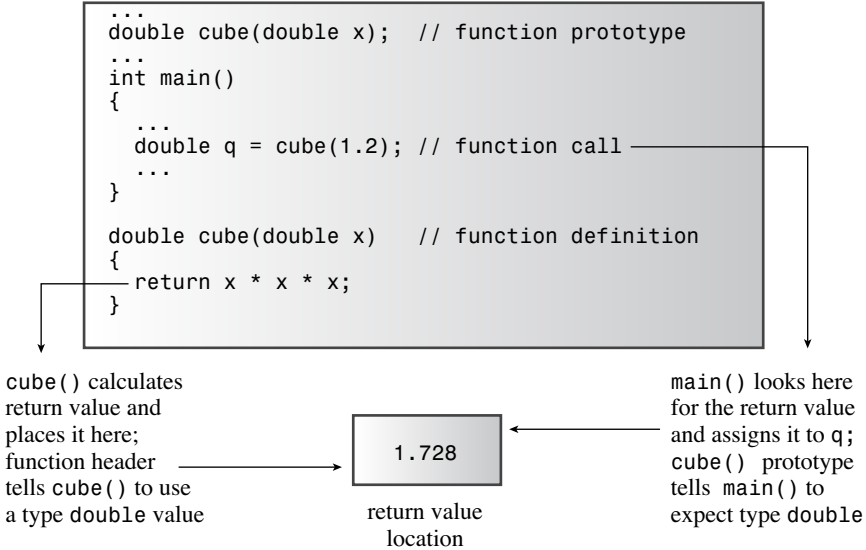 ...
double cube(double x);  // function prototype
...
int main()
{
  ...
  double q = cube(1.2); // function call
  ...
}
double cube(double x)   // function definition
{
  return x * x * x;
}
cube() calculates
return value and
places it here;
function header
tells cube() to use
a type double value
1.728
return value
location
main() looks here
for the return value
and assigns it to q;
cube() prototype
tells main() to
expect type double